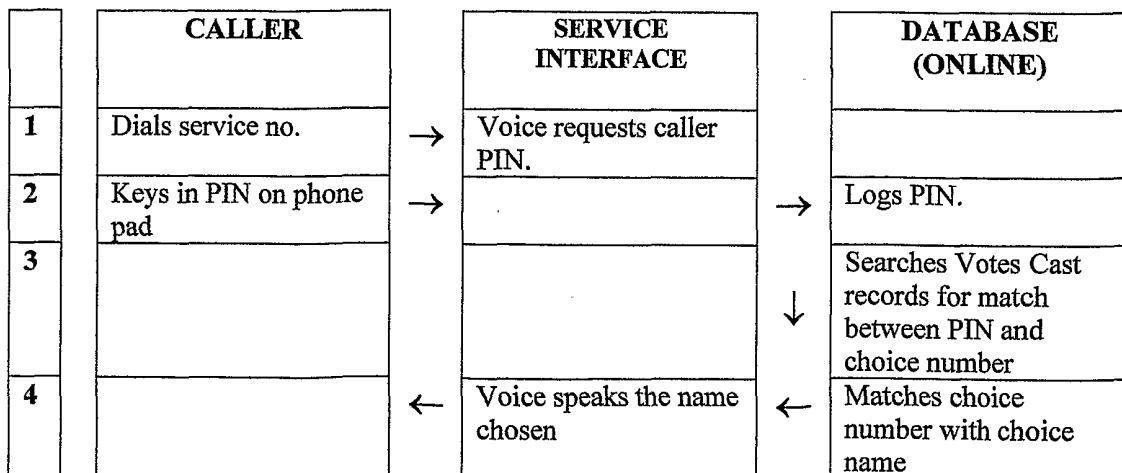 CALLER
SERVICE
INTERFACE
DATABASE
(ONLINE)
1
Dials service no.
→
Voice requests caller
PIN.
2
Keys in PIN on phone
pad
→
→
Logs PIN.
3
↓
Searches Votes Cast
records for match
between PIN and
choice number
4
←
Voice speaks the name
chosen
←
Matches choice
number with choice
name